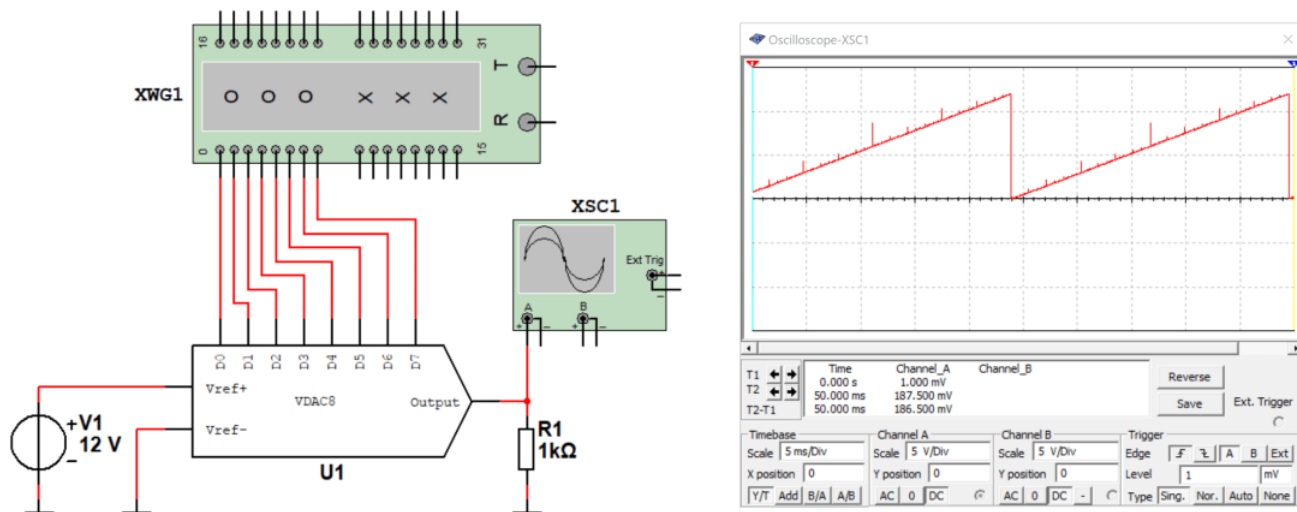 16 31
XWG1 O O O X X X T
R
0 15
XSC1
Ext Trig
+
−
A B
+ − + −
D0 D1 D2 D3 D4 D5 D6 D7
Vref+
VDAC8 Output
Vref-
+ V1
12 V
−
U1
R1
1kΩ
Oscilloscope-XSC1 ×
T1
T2
T2-T1
Time Channel_A Channel_B
0.000 s 1.000 mV
50.000 ms 187.500 mV
50.000 ms 186.500 mV
Reverse
Save
Ext. Trigger
Timebase
Scale 5 ms/Div
X position 0
Y/T Add B/A A/B
Channel A
Scale 5 V/Div
Y position 0
AC 0 DC
Channel B
Scale 5 V/Div
Y position 0
AC 0 DC -
Trigger
Edge A B Ext
Level 1 mV
Type Sing. Nor. Auto None